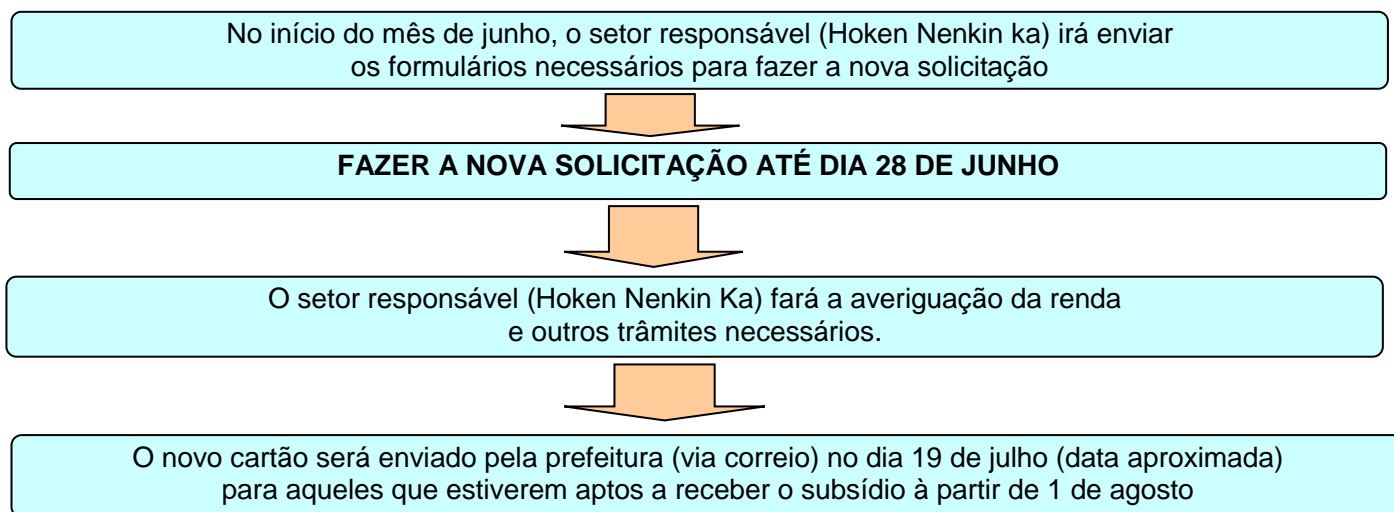 No início do mês de junho, o setor responsável (Hoken Nenkin ka) irá enviar
os formulários necessários para fazer a nova solicitação
FAZER A NOVA SOLICITAÇÃO ATÉ DIA 28 DE JUNHO
O setor responsável (Hoken Nenkin Ka) fará a averiguação da renda
e outros trâmites necessários.
O novo cartão será enviado pela prefeitura (via correio) no dia 19 de julho (data aproximada)
para aqueles que estiverem aptos a receber o subsídio à partir de 1 de agosto